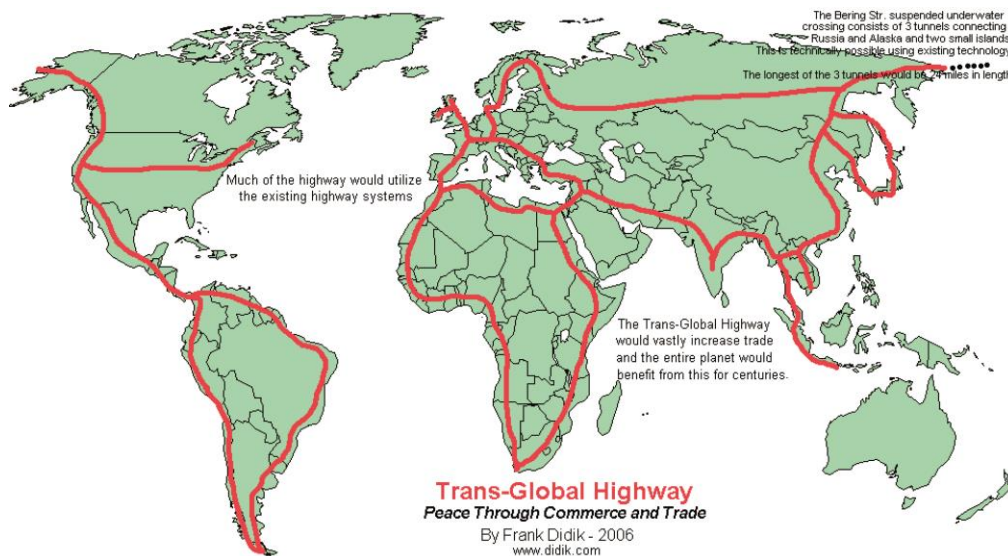 The Bering Str. suspended underwater
crossing consists of 3 tunnels connecting
Russia and Alaska and two small islands
This is technically possible using existing technology
The longest of the 3 tunnels would be 24 miles in length
Much of the highway would utilize
the existing highway systems
The Trans-Global Highway
would vastly increase trade
and the entire planet would
benefit from this for centuries.
Trans-Global Highway
Peace Through Commerce and Trade
By Frank Didik - 2006
www.didik.com